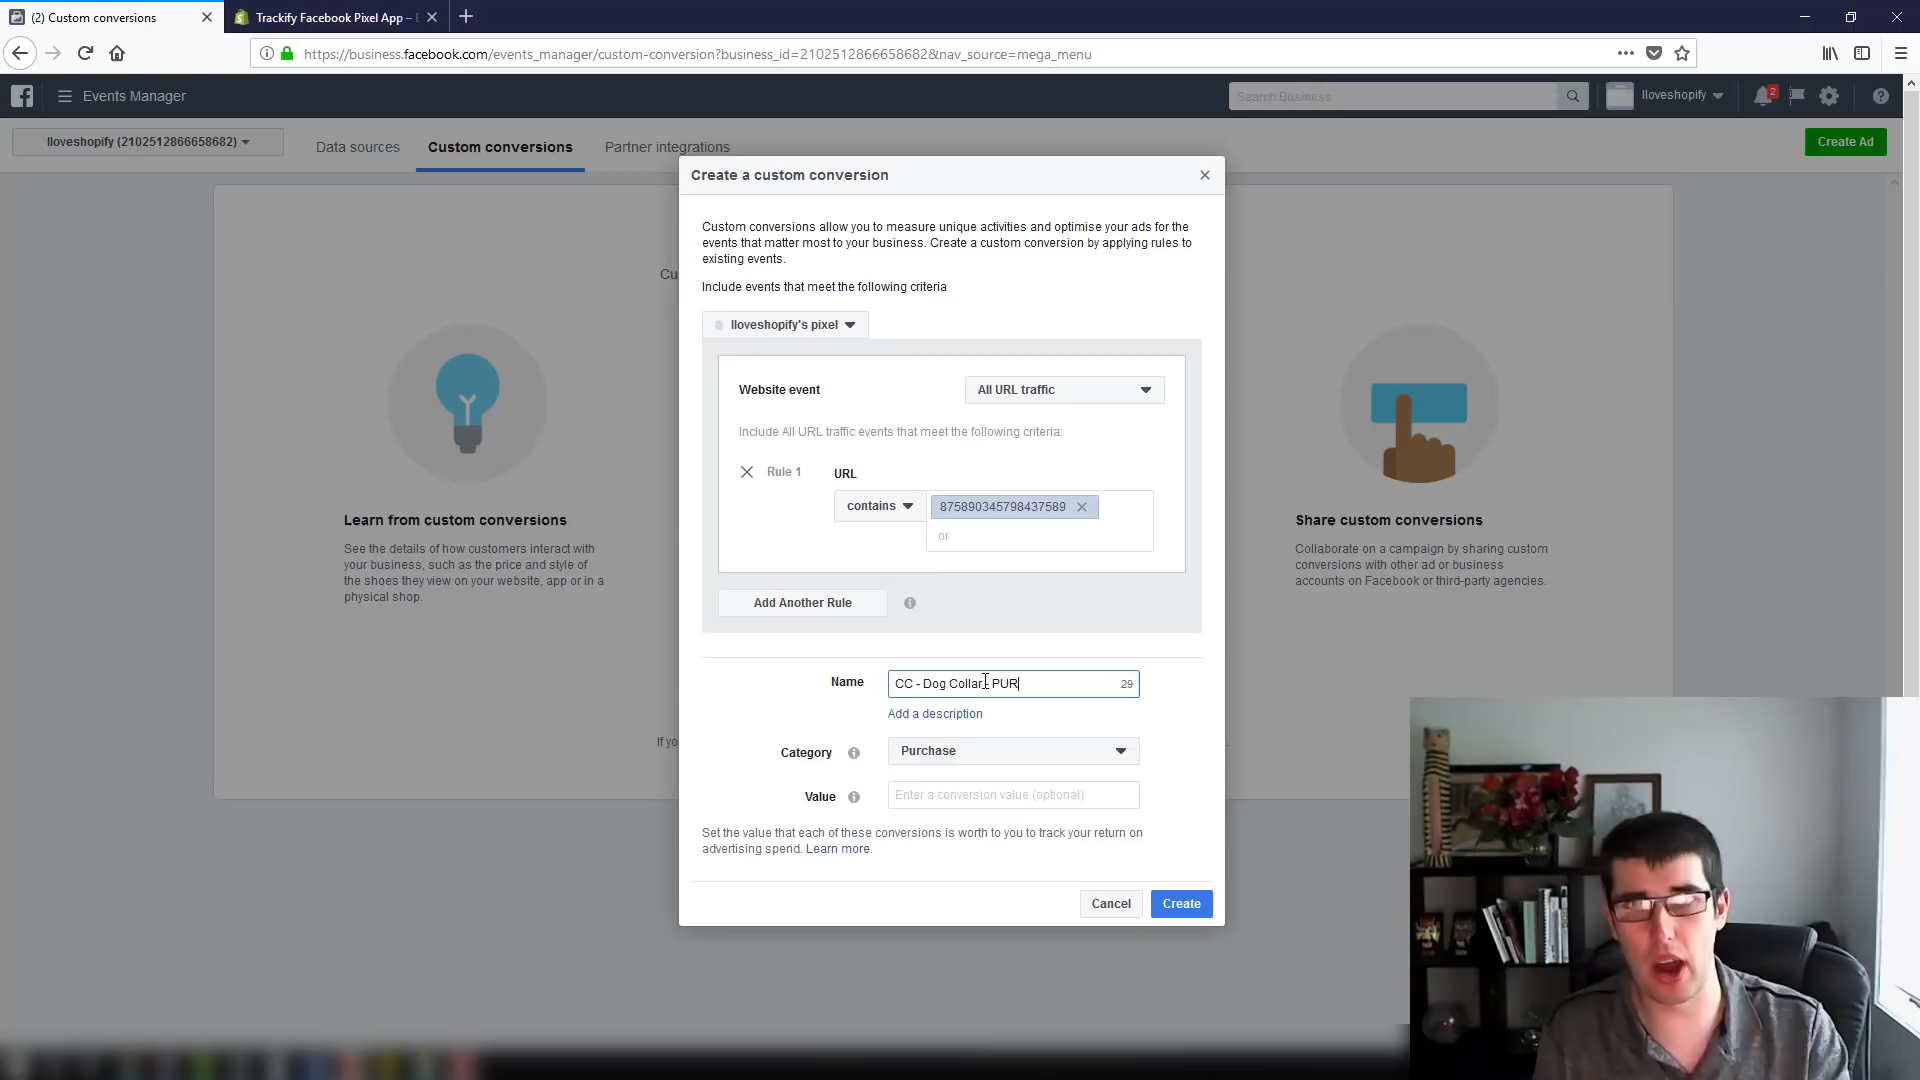 (2) Custom conversions
Trackify Facebook Pixel App –
https://business.facebook.com/events_manager/custom-conversion?business_id=2102512866658682&nav_source=mega_menu
Events Manager
Search Business
Iloveshopify
2
Iloveshopify (2102512866658682)
Data sources
Custom conversions
Partner integrations
Create Ad
Create a custom conversion
Custom conversions allow you to measure unique activities and optimise your ads for the
events that matter most to your business. Create a custom conversion by applying rules to
existing events.
Include events that meet the following criteria
Cu
Iloveshopify's pixel
Website event
All URL traffic
Include All URL traffic events that meet the following criteria:
Rule 1
URL
contains
875890345798437589
or
Add Another Rule
Learn from custom conversions
See the details of how customers interact with
your business, such as the price and style of
the shoes they view on your website, app or in a
physical shop.
Share custom conversions
Collaborate on a campaign by sharing custom
conversions with other ad or business
accounts on Facebook or third-party agencies.
Name
CC - Dog Collar - PUR
29
Add a description
If yo
Category
Purchase
Value
Enter a conversion value (optional)
Set the value that each of these conversions is worth to you to track your return on
advertising spend. Learn more.
Cancel
Create